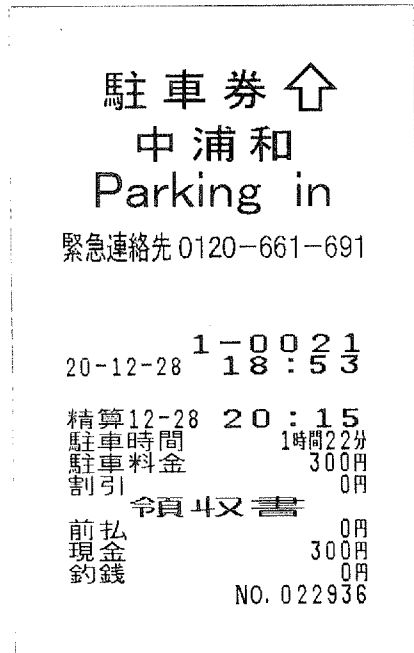 駐車券⇧
中浦和
Parking in
緊急連絡先0120-661-691
1-0021
20-12-28 18:53
精算12-28 20:15
駐車時間 1時間22分
駐車料金 300円
割引 0円
領収書
前払 0円
現金 300円
釣銭 0円
NO.022936